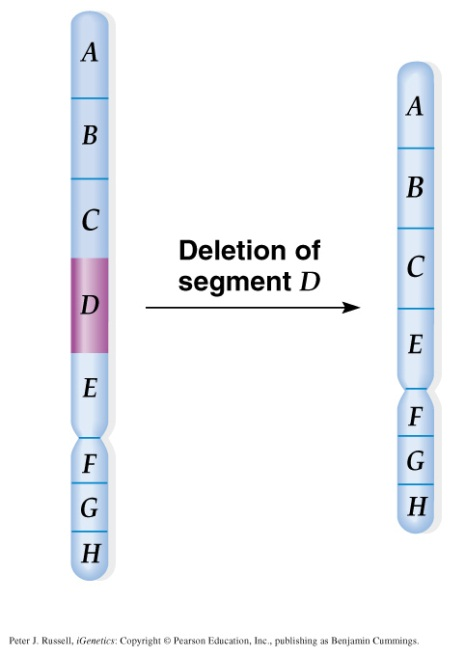 A
B
C
D
E
F
G
H
Deletion of
segment D
A
B
C
E
F
G
H
Peter J. Russell, iGenetics: Copyright © Pearson Education, Inc., publishing as Benjamin Cummings.